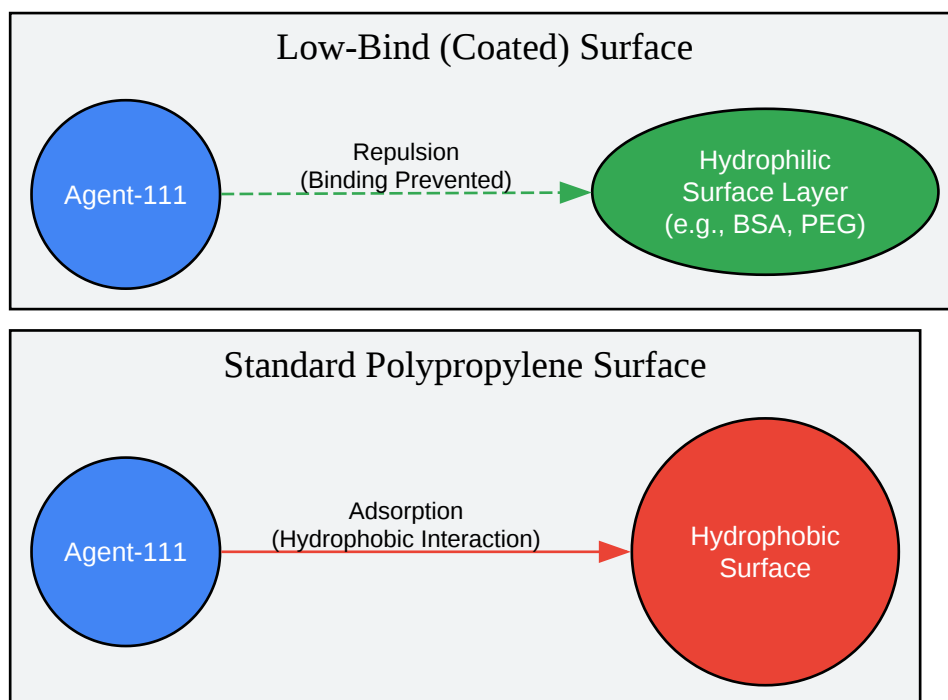 Low-Bind (Coated) Surface
Agent-111
Repulsion
(Binding Prevented)
Hydrophilic
Surface Layer
(e.g., BSA, PEG)
Standard Polypropylene Surface
Agent-111
Adsorption
(Hydrophobic Interaction)
Hydrophobic
Surface